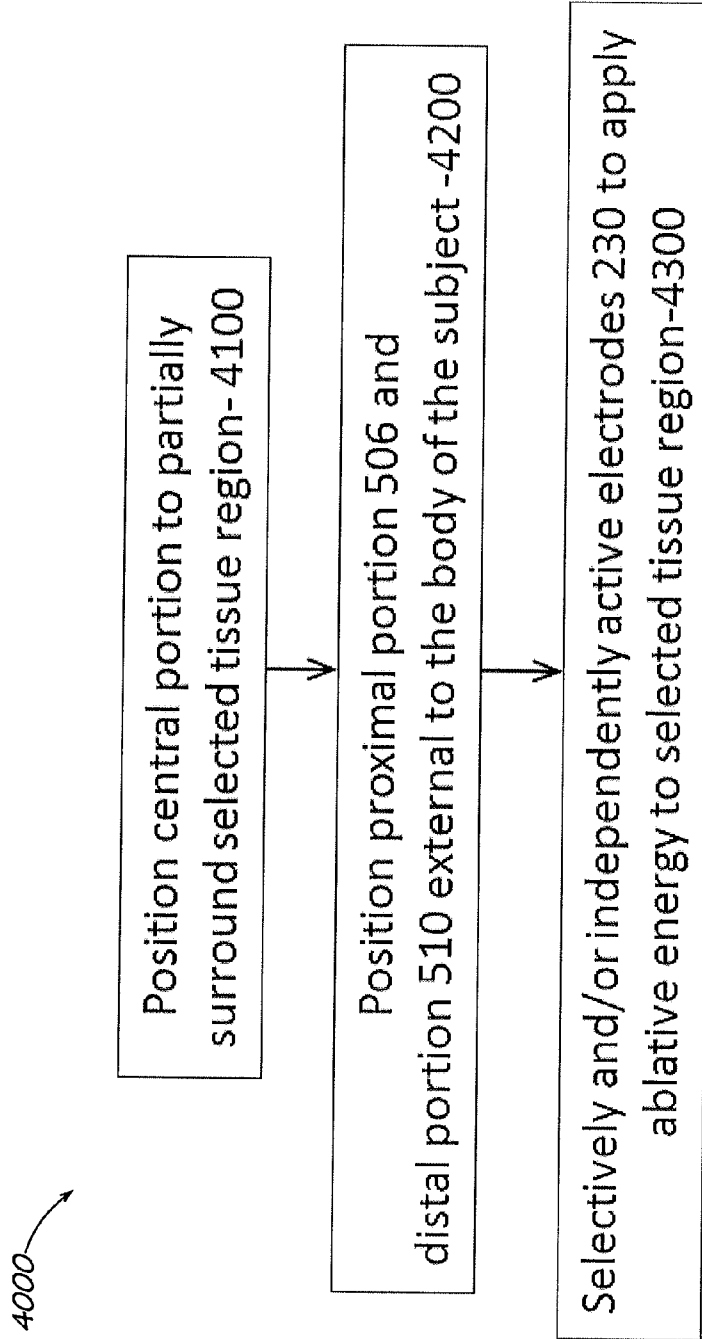 4000
Position central portion to partially
surround selected tissue region- 4100
Position proximal portion 506 and
distal portion 510 external to the body of the subject -4200
Selectively and/or independently active electrodes 230 to apply
ablative energy to selected tissue region-4300